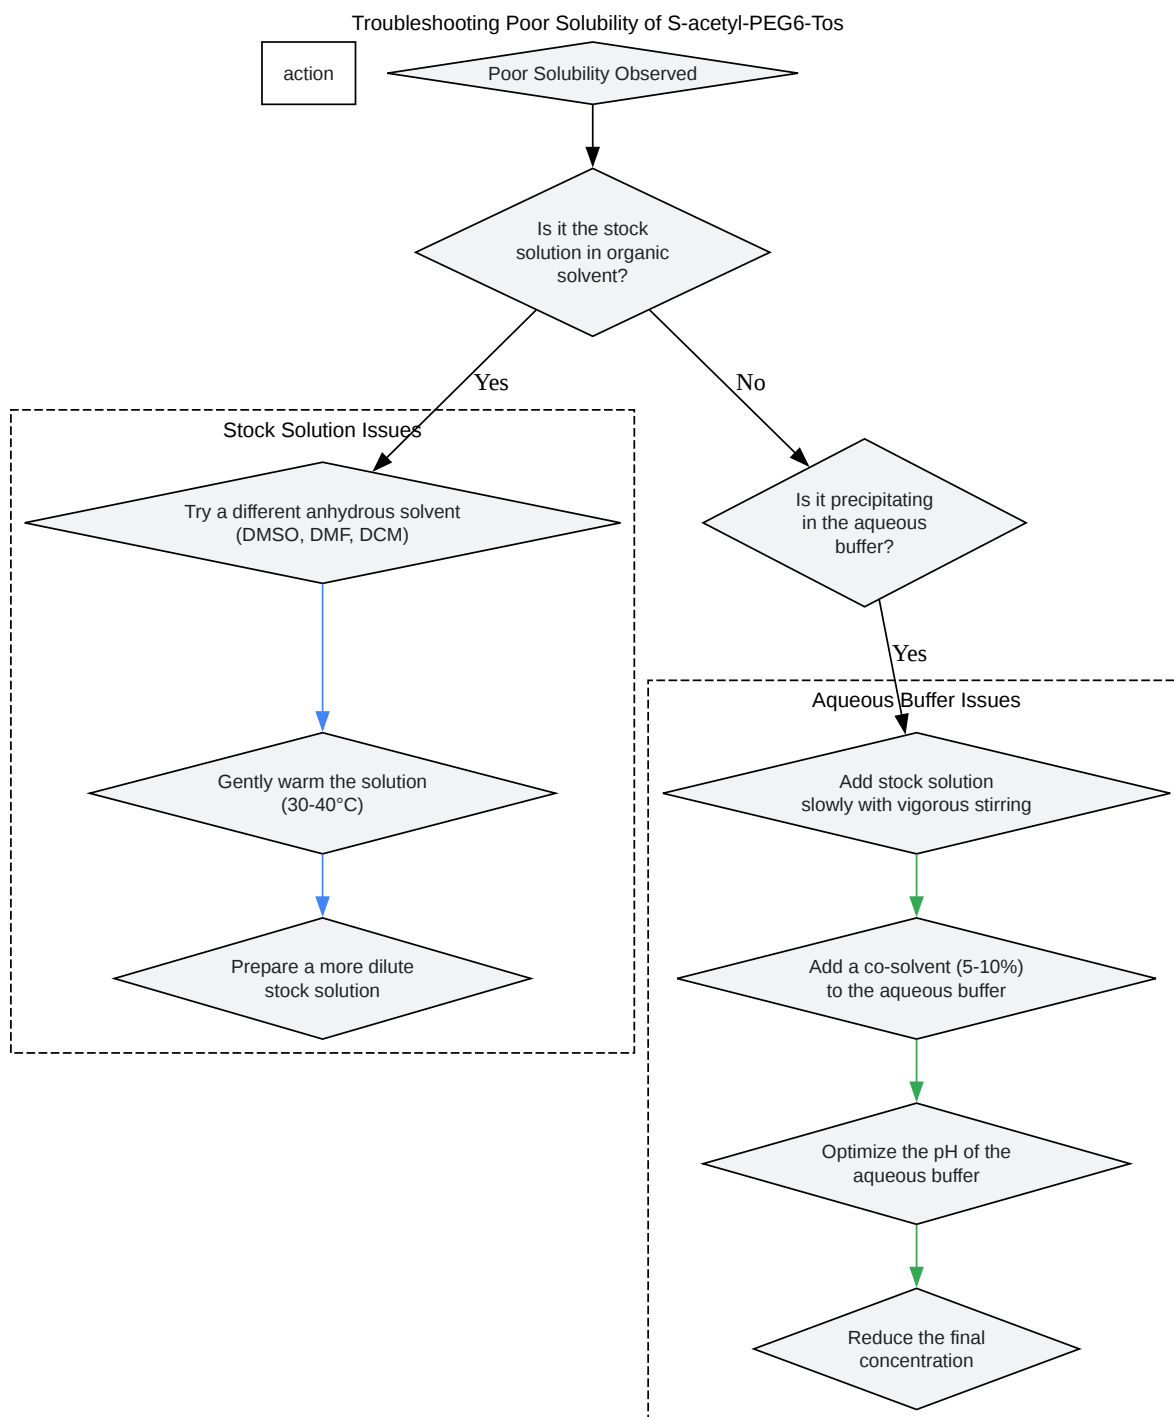 Troubleshooting Poor Solubility of S-acetyl-PEG6-Tos
action
Poor Solubility Observed
Is it the stock
solution in organic
solvent?
Yes
No
Stock Solution Issues
Try a different anhydrous solvent
(DMSO, DMF, DCM)
Is it precipitating
in the aqueous
buffer?
Yes
Aqueous Buffer Issues
Gently warm the solution
(30-40°C)
Add stock solution
slowly with vigorous stirring
Prepare a more dilute
stock solution
Add a co-solvent (5-10%)
to the aqueous buffer
Optimize the pH of the
aqueous buffer
Reduce the final
concentration